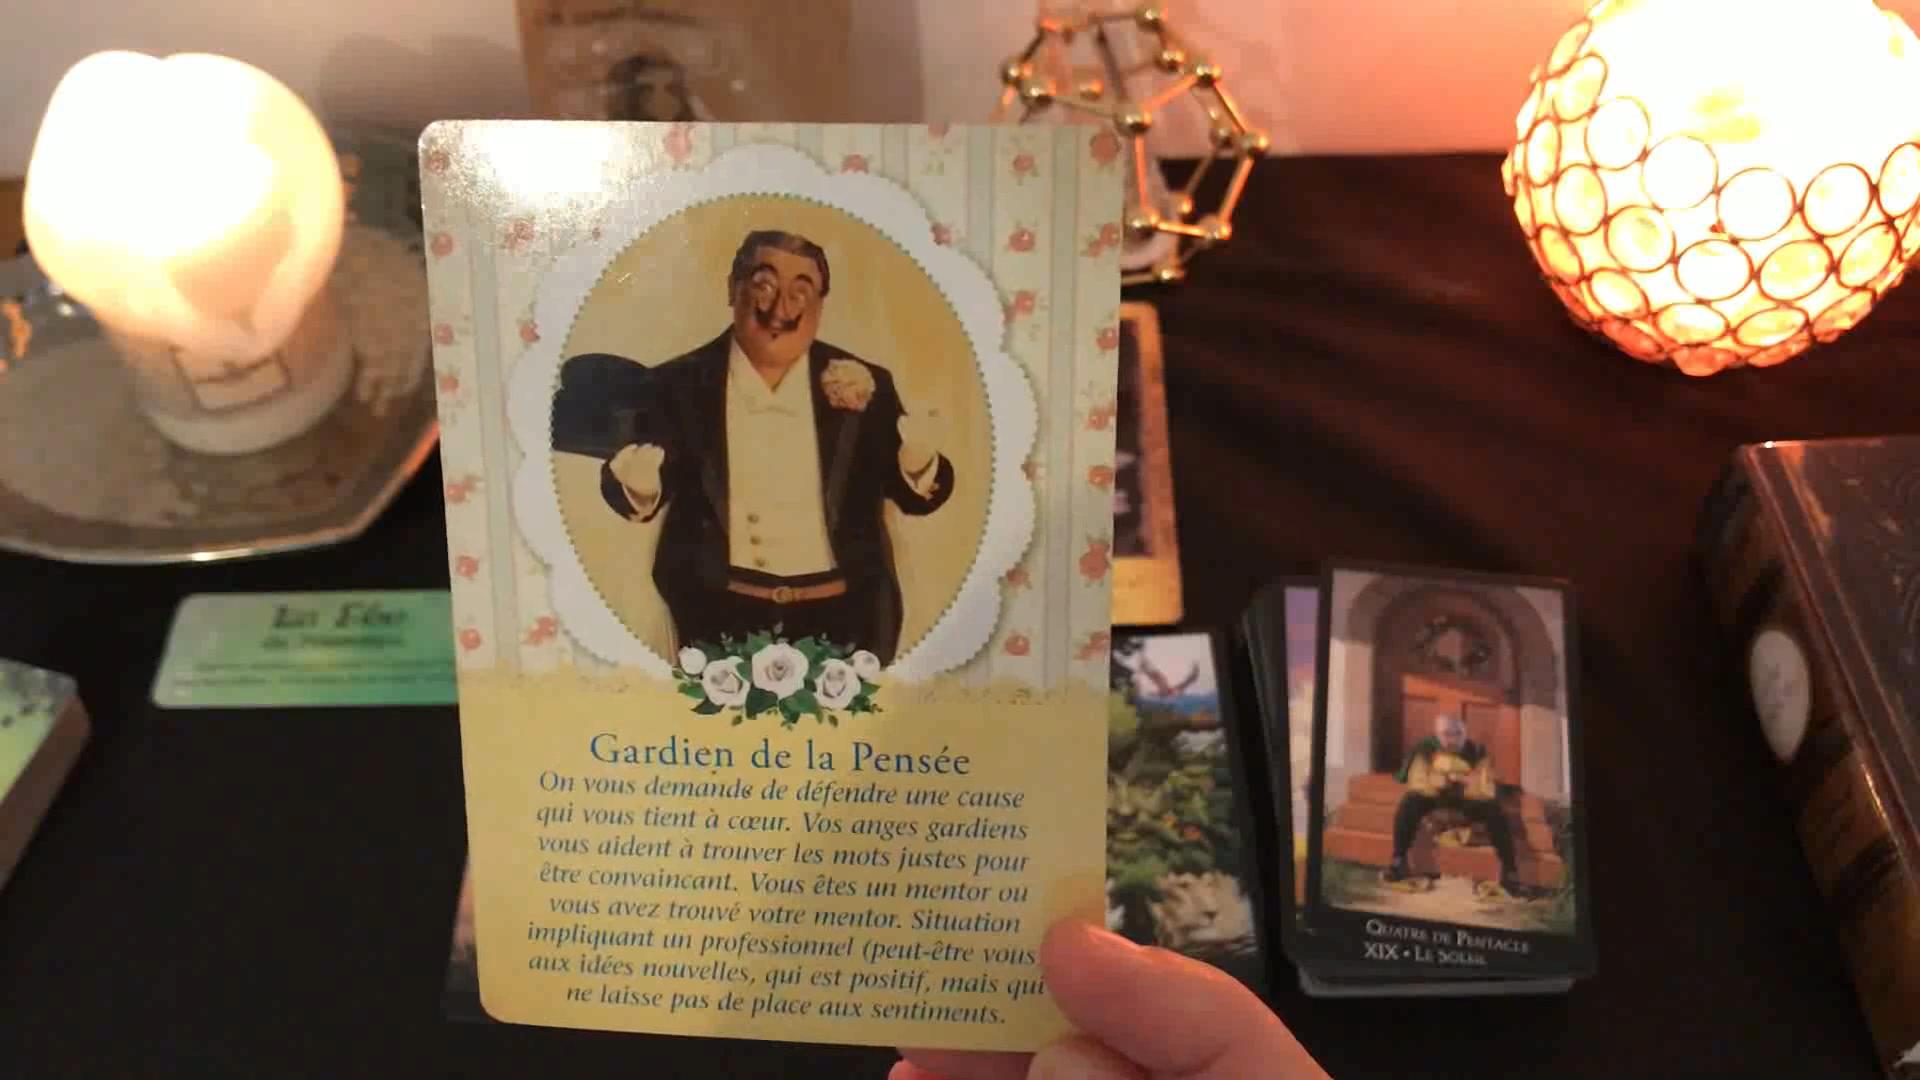 Gardien de la Pensée
On vous demande de défendre une cause
qui vous tient à cœur. Vos anges gardiens
vous aident à trouver les mots justes pour
être convaincant. Vous êtes un mentor ou
vous avez trouvé votre mentor. Situation
impliquant un professionnel (peut-être vous
aux idées nouvelles, qui est positif, mais qui
ne laisse pas de place aux sentiments.
La Fée
Quatre de Pentacle
XIX • Le Soleil